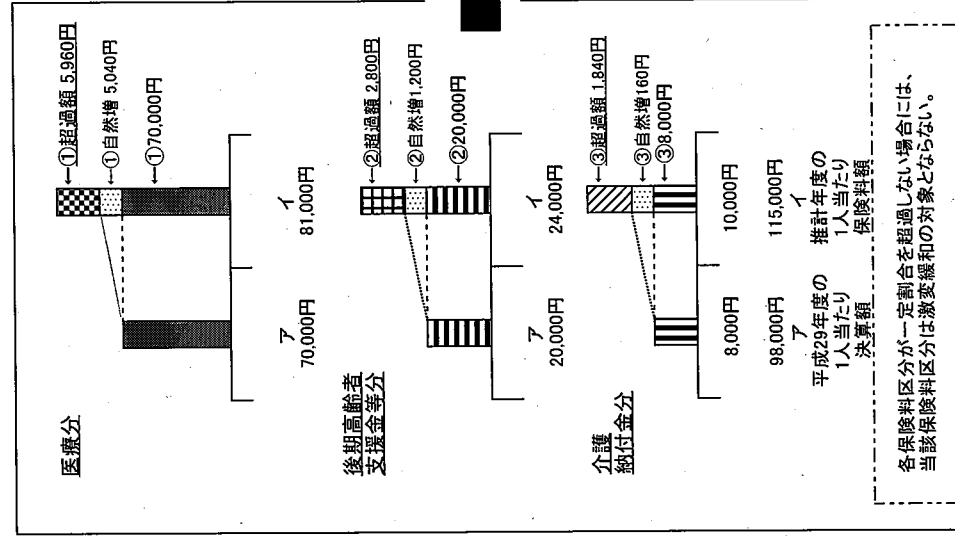 医療分
←①超過額 5,960円
←①自然増 5,040円
←①70,000円
ア
70,000円
イ
81,000円
後期高齢者
支援金等分
←②超過額 2,800円
←②自然増1,200円
←②20,000円
ア
20,000円
イ
24,000円
介護
納付金分
←③超過額 1,840円
←③自然増160円
←③8,000円
8,000円
10,000円
98,000円
ア
平成29年度の
1人当たり
決算額
115,000円
イ
推計年度の
1人当たり
保険料額
各保険料区分が一定割合を超過しない場合には、
当該保険料区分は激変緩和の対象とならない。